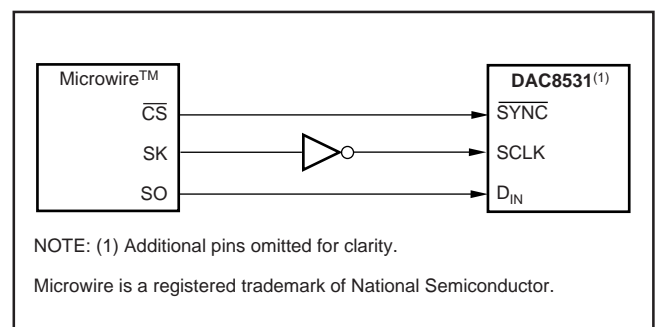 Microwire™ DAC8531(1)
CS SYNC
SK SCLK
SO DIN
NOTE: (1) Additional pins omitted for clarity.
Microwire is a registered trademark of National Semiconductor.